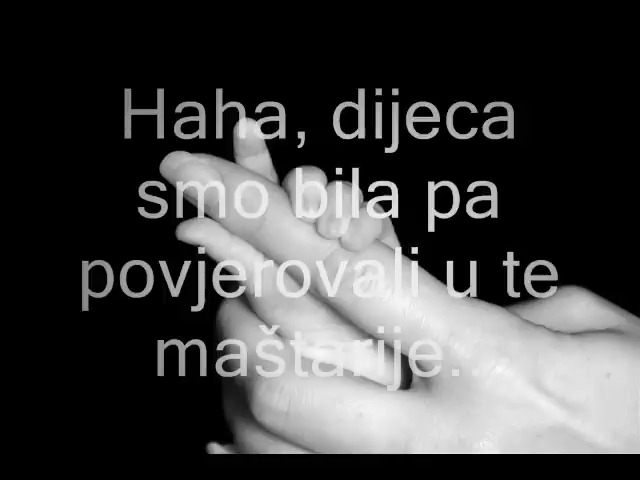 Haha, dijeca
smo bila pa
povjerovali u te
maštarije...